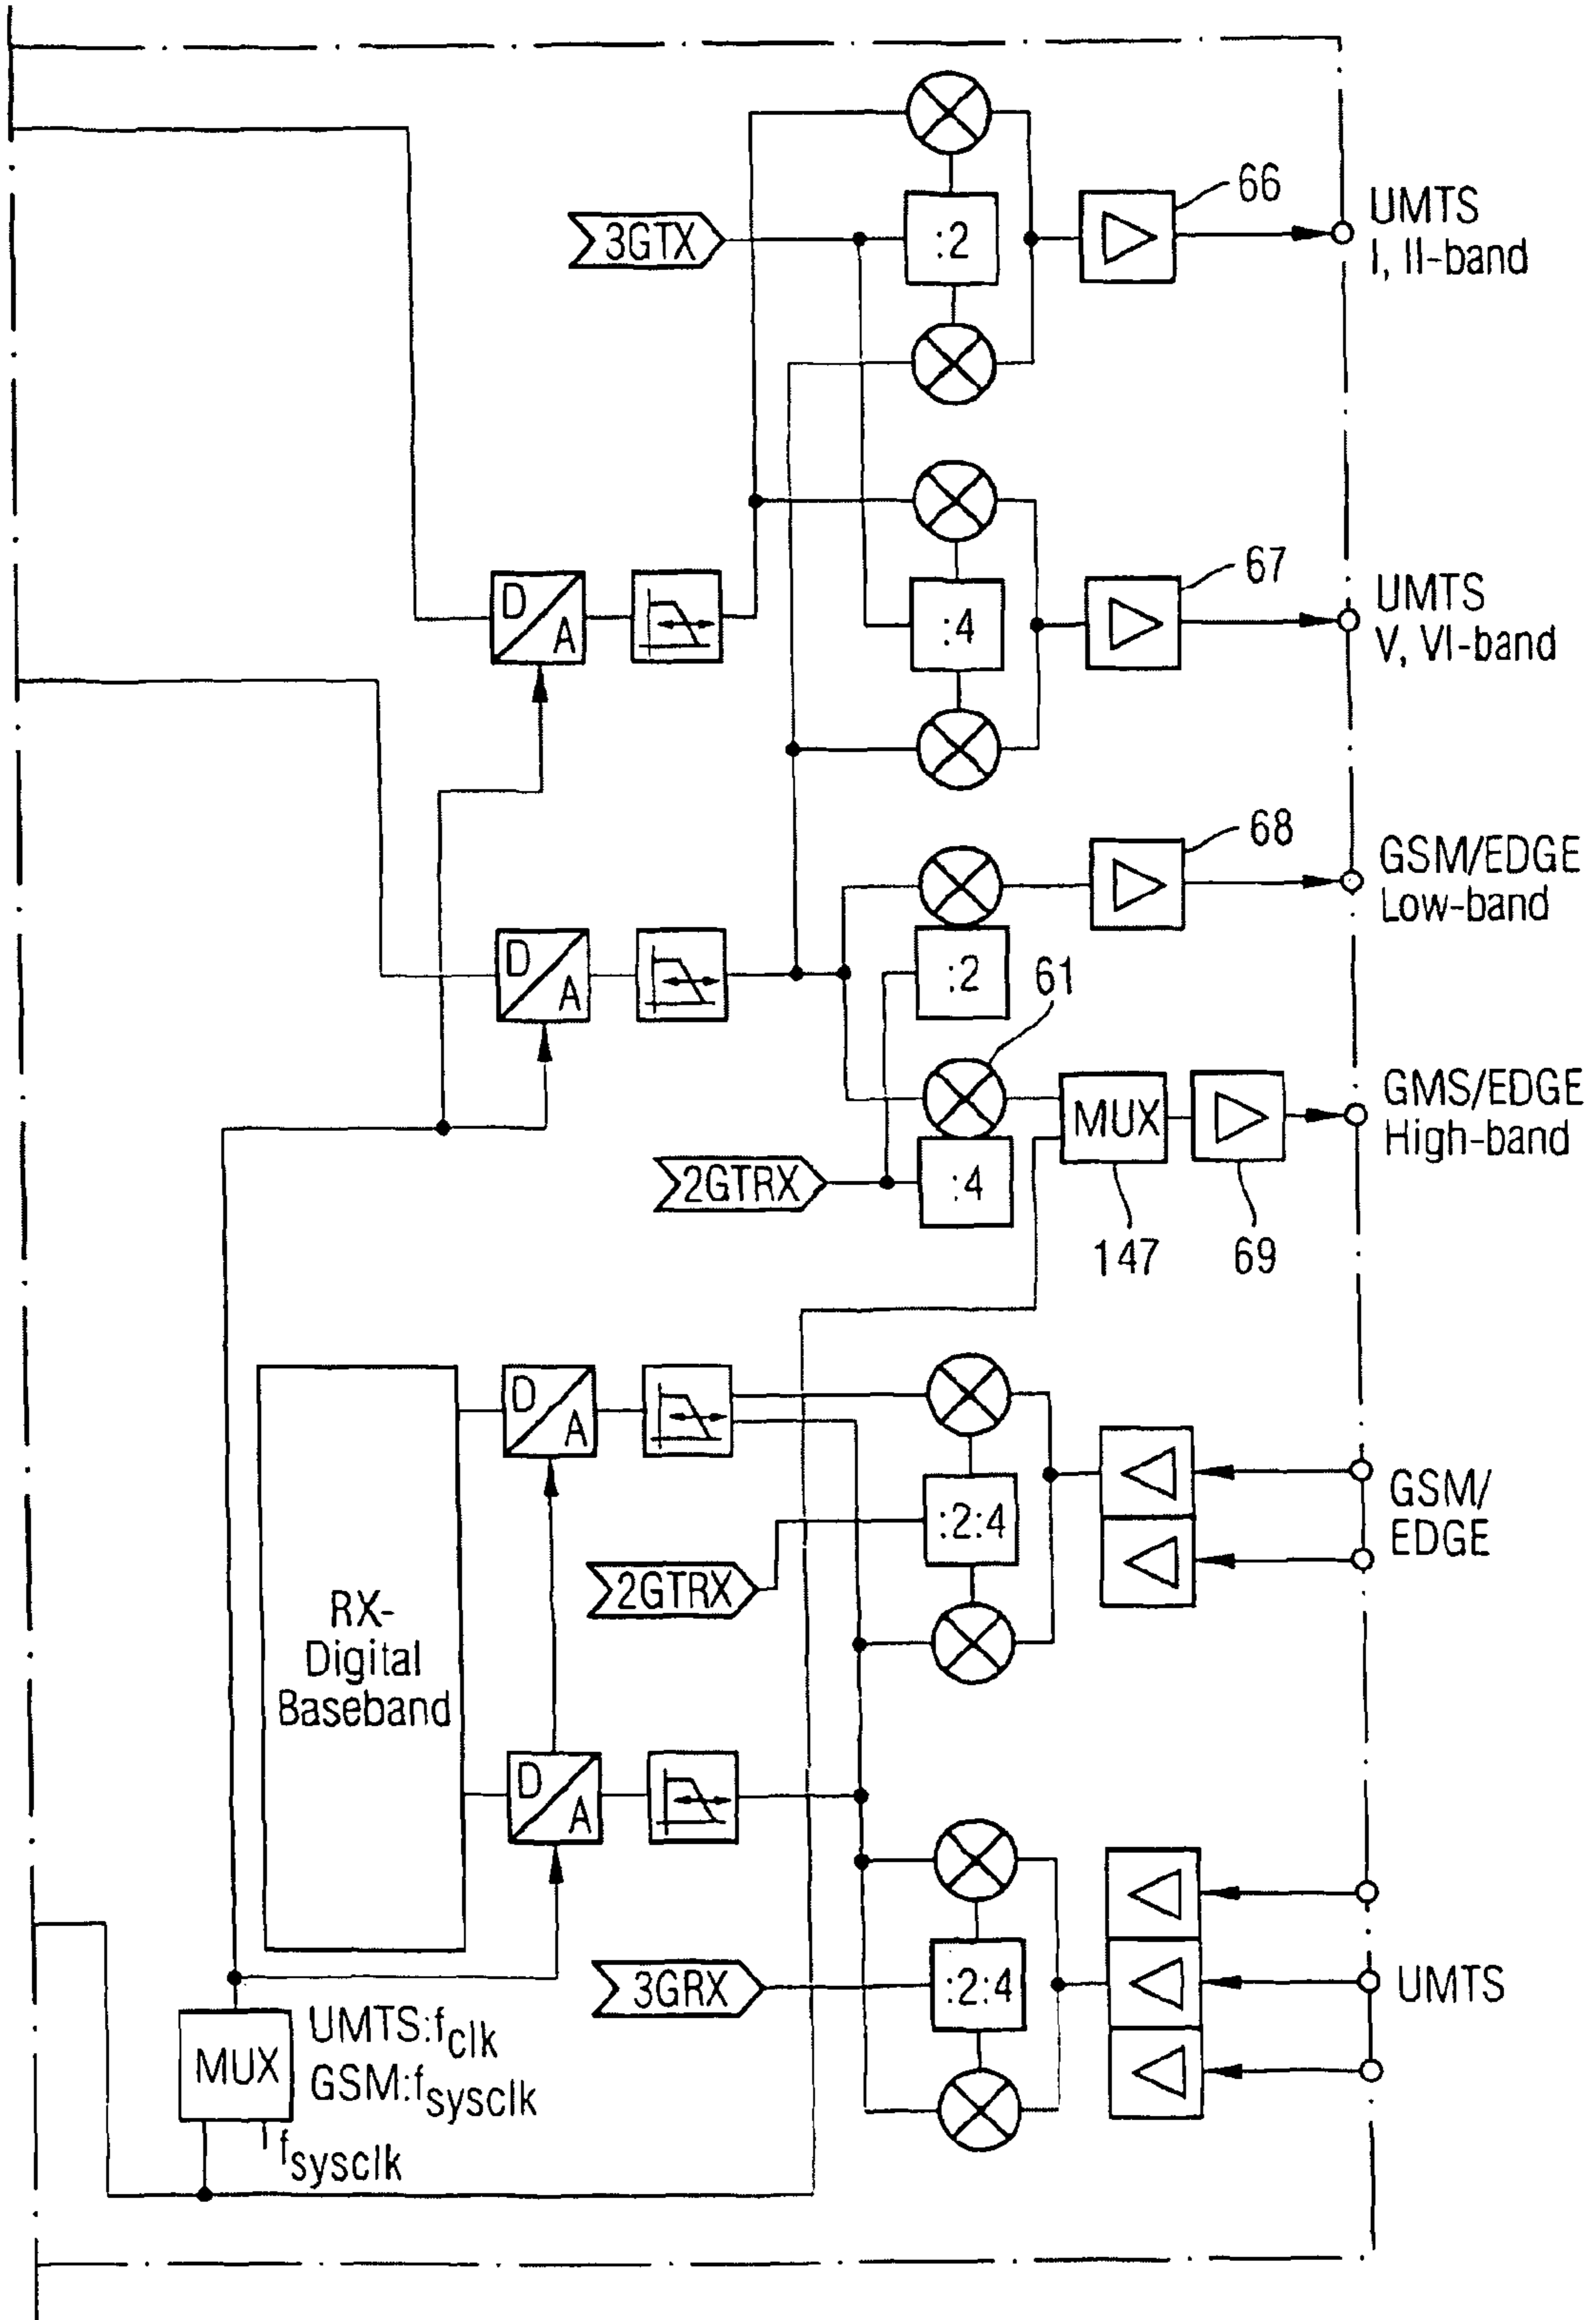 66
UMTS
I, II-band
3GTX
:2
67
UMTS
V, VI-band
D
A
:4
68
GSM/EDGE
Low-band
D
A
:2
61
GMS/EDGE
High-band
MUX
2GTRX
:4
147
69
D
A
:2:4
GSM/
EDGE
2GTRX
RX-
Digital
Baseband
D
A
3GRX
:2:4
UMTS
MUX
UMTS:fclk
GSM:fsysclk
fsysclk